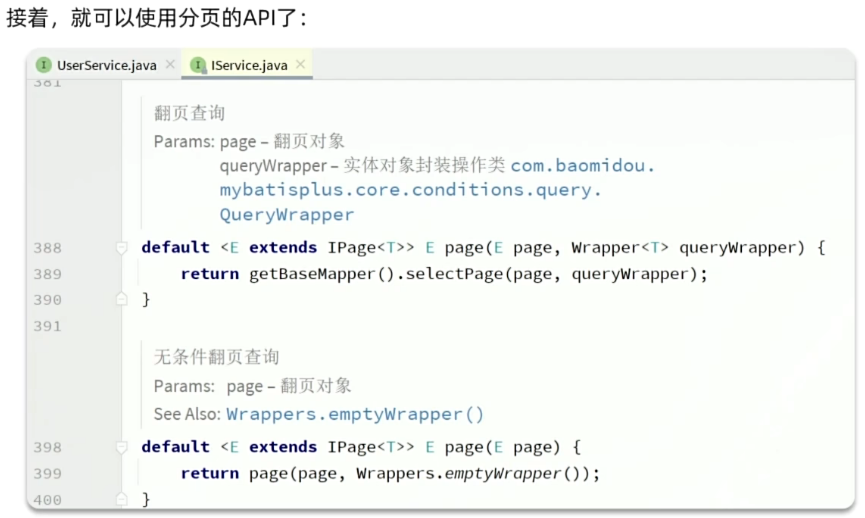 接着，就可以使用分页的API了：
UserService.java
IService.java
381
翻页查询
Params: page – 翻页对象
queryWrapper – 实体对象封装操作类 com.baomidou.
mybatisplus.core.conditions.query.
QueryWrapper
388 default <E extends IPage<T>> E page(E page, Wrapper<T> queryWrapper) {
389 return getBaseMapper().selectPage(page, queryWrapper);
390 }
391
无条件翻页查询
Params: page – 翻页对象
See Also: Wrappers.emptyWrapper()
398 default <E extends IPage<T>> E page(E page) {
399 return page(page, Wrappers.emptyWrapper());
400 }